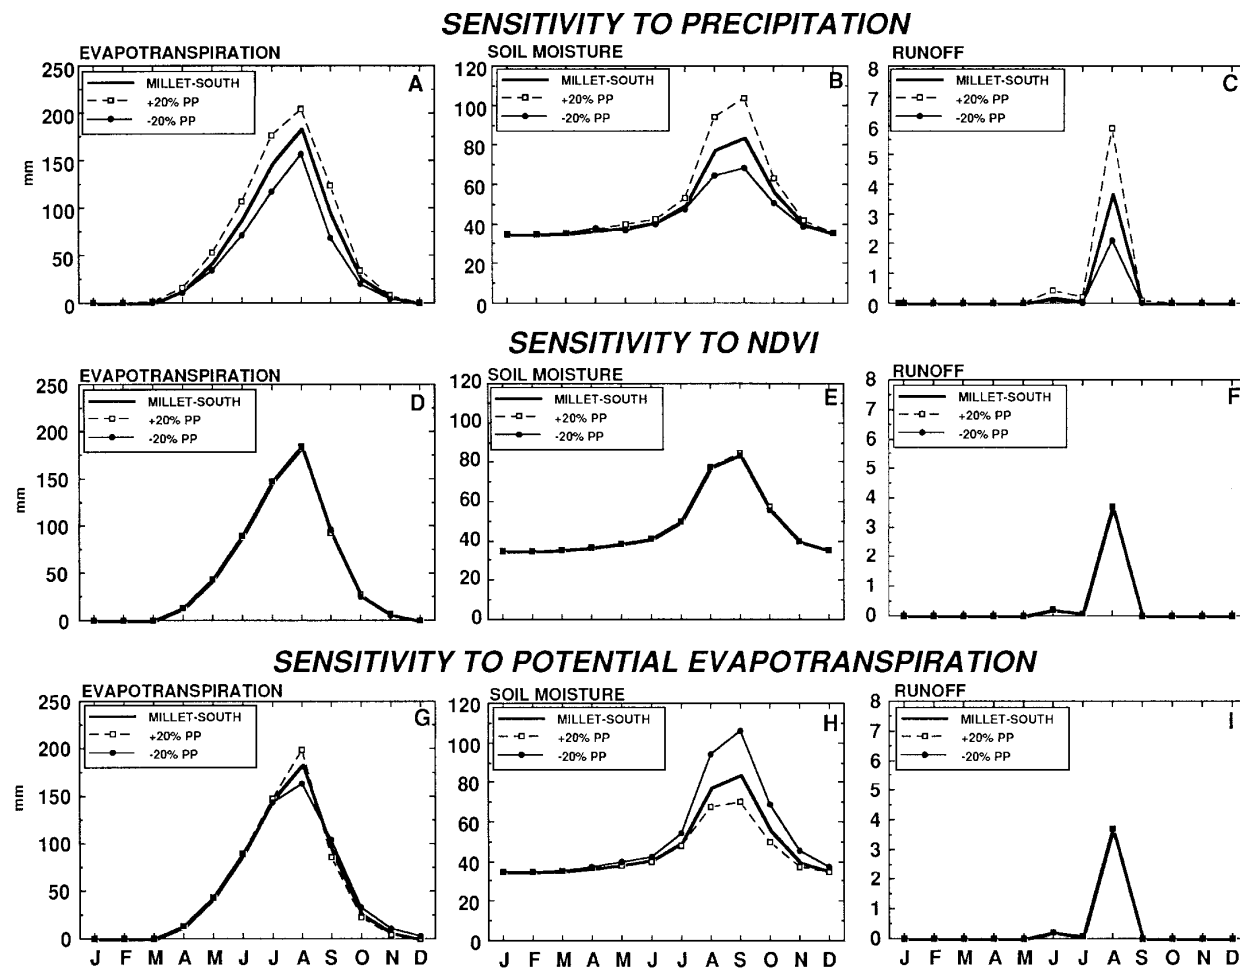 SENSITIVITY TO PRECIPITATION
EVAPOTRANSPIRATION
SOIL MOISTURE
RUNOFF
250
200
150
100
50
0
mm
MILLET-SOUTH
+20% PP
-20% PP
A
120
100
80
60
40
20
0
MILLET-SOUTH
+20% PP
-20% PP
B
8
7
6
5
4
3
2
1
0
MILLET-SOUTH
+20% PP
-20% PP
C
SENSITIVITY TO NDVI
EVAPOTRANSPIRATION
SOIL MOISTURE
RUNOFF
250
200
150
100
50
0
mm
MILLET-SOUTH
+20% PP
-20% PP
D
120
100
80
60
40
20
0
MILLET-SOUTH
+20% PP
-20% PP
E
8
7
6
5
4
3
2
1
0
MILLET-SOUTH
+20% PP
-20% PP
F
SENSITIVITY TO POTENTIAL EVAPOTRANSPIRATION
EVAPOTRANSPIRATION
SOIL MOISTURE
RUNOFF
250
200
150
100
50
0
mm
MILLET-SOUTH
+20% PP
-20% PP
G
J F M A M J J A S O N D
120
100
80
60
40
20
0
MILLET-SOUTH
+20% PP
-20% PP
H
J F M A M J J A S O N D
8
7
6
5
4
3
2
1
0
MILLET-SOUTH
+20% PP
-20% PP
I
J F M A M J J A S O N D